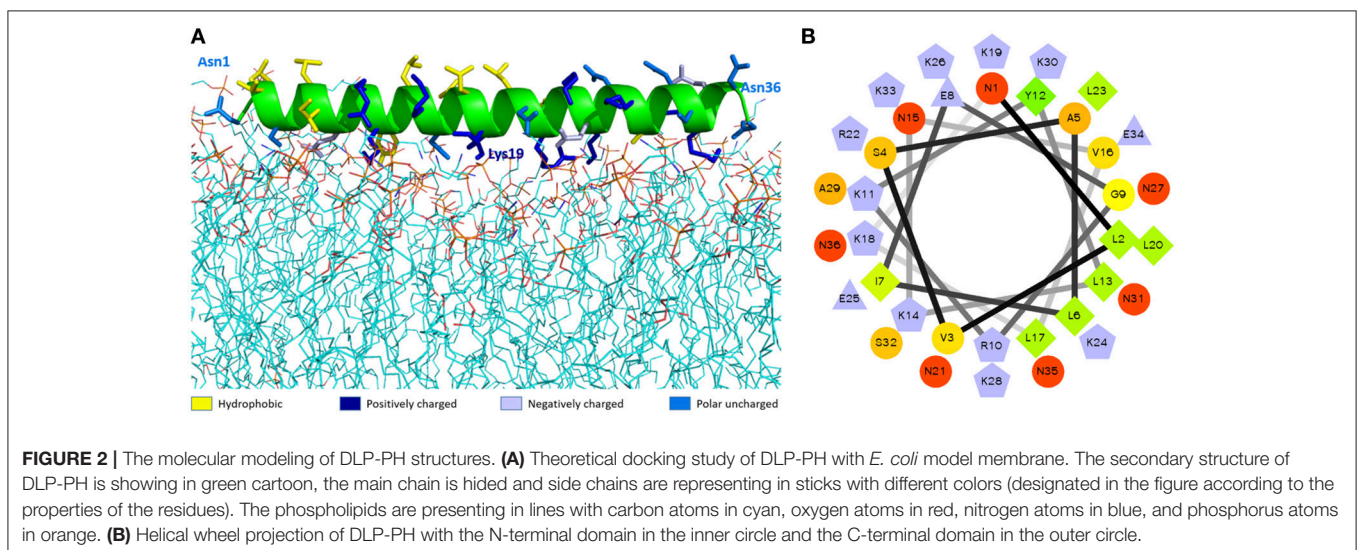 A
B
Asn1
Asn36
Lys19
K19
K26
K30
E8
N1
Y12
L23
K33
N15
A5
R22
S4
V16
E34
A29
K11
G9
N27
N36
K18
L2
L20
E25
I7
L13
N31
K14
L6
S32
V3
R10
L17
K24
N21
K28
N35
Hydrophobic
Positively charged
Negatively charged
Polar uncharged
FIGURE 2 | The molecular modeling of DLP-PH structures. (A) Theoretical docking study of DLP-PH with E. coli model membrane. The secondary structure of
DLP-PH is showing in green cartoon, the main chain is hided and side chains are representing in sticks with different colors (designated in the figure according to the
properties of the residues). The phospholipids are presenting in lines with carbon atoms in cyan, oxygen atoms in red, nitrogen atoms in blue, and phosphorus atoms
in orange. (B) Helical wheel projection of DLP-PH with the N-terminal domain in the inner circle and the C-terminal domain in the outer circle.